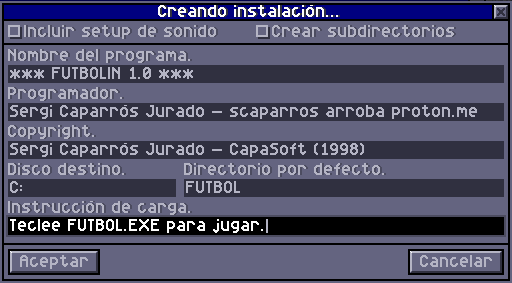 Creando instalación...
Incluir setup de sonido Crear subdirectorios
Nombre del programa.
*** FUTBOLIN 1.0 ***
Programador.
Sergi Caparrós Jurado – scaparros arroba proton.me
Copyright.
Sergi Caparrós Jurado – CapaSoft (1998)
Disco destino. Directorio por defecto.
C: FUTBOL
Instrucción de carga.
Teclee FUTBOL.EXE para jugar.
Aceptar Cancelar